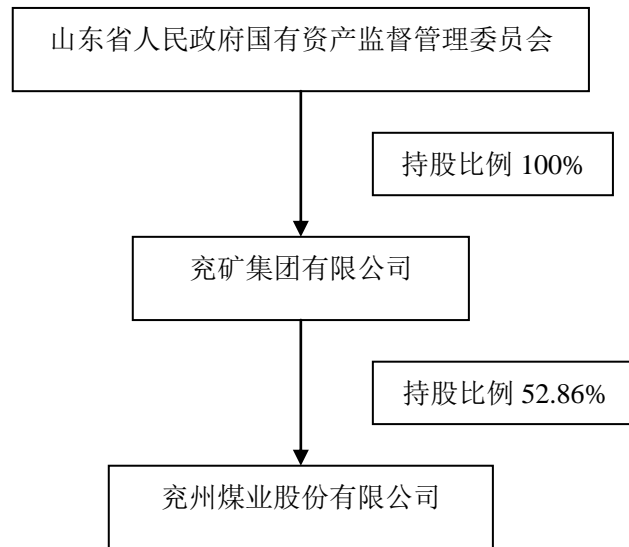 山东省人民政府国有资产监督管理委员会
持股比例 100%
兖矿集团有限公司
持股比例 52.86%
兖州煤业股份有限公司